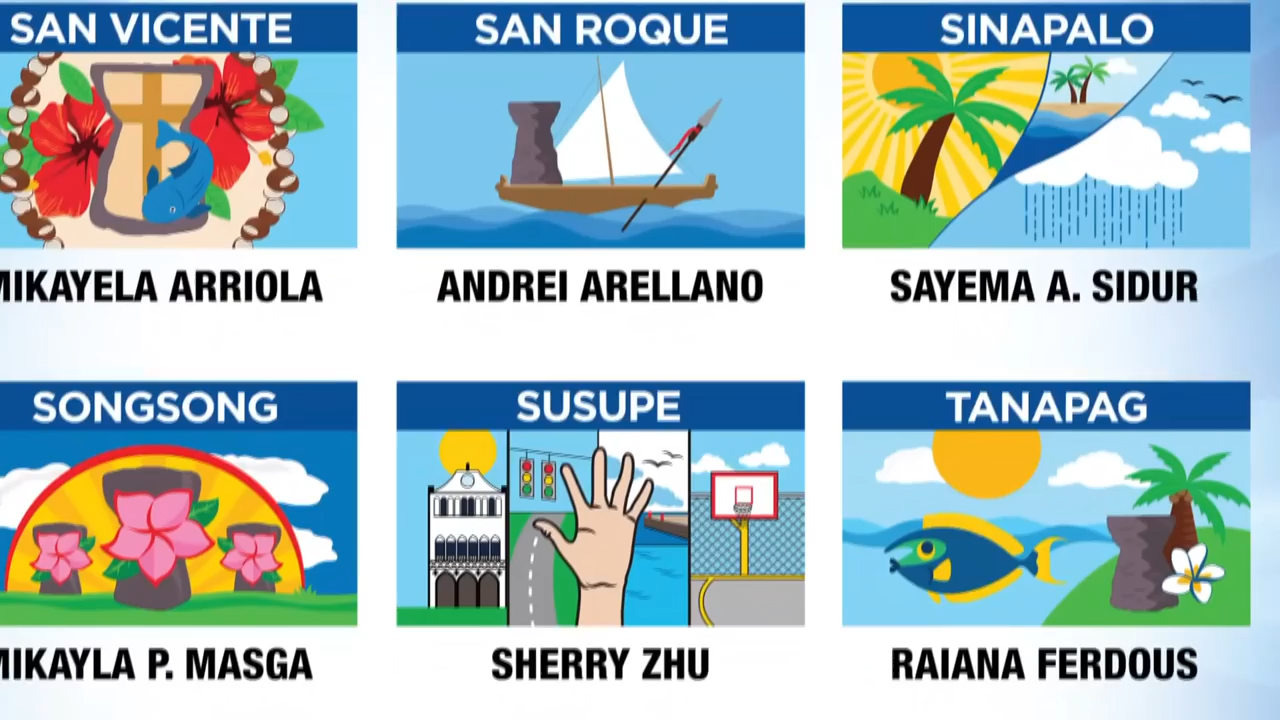 SAN VICENTE
SAN ROQUE
SINAPALO
MIKAYELA ARRIOLA
ANDREI ARELLANO
SAYEMA A. SIDUR
SONGSONG
SUSUPE
TANAPAG
MIKAYLA P. MASGA
SHERRY ZHU
RAIANA FERDOUS